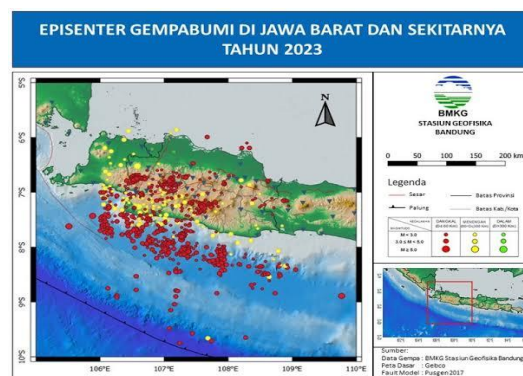 EPISENTER GEMPABUMI DI JAWA BARAT DAN SEKITARNYA
TAHUN 2023
5°S
6°S
7°S
8°S
9°S
10°S
106°E
107°E
108°E
109°E
110°E
N
BMKG
STASIUN GEOFISIKA
BANDUNG
0 50 100 150 200 km
Legenda
Sesar
Batas Provinsi
Palung
Batas Kab/Kota
DANGKAL
MENENGAH
DALAM
M < 3.0
3.0 ≤ M < 5.0
M ≥ 5.0
Sumber:
Data Gempa : BMKG Stasiun Geofisika Bandung
Peta Dasar : Gebco
Fault Model : Pusgen 2017